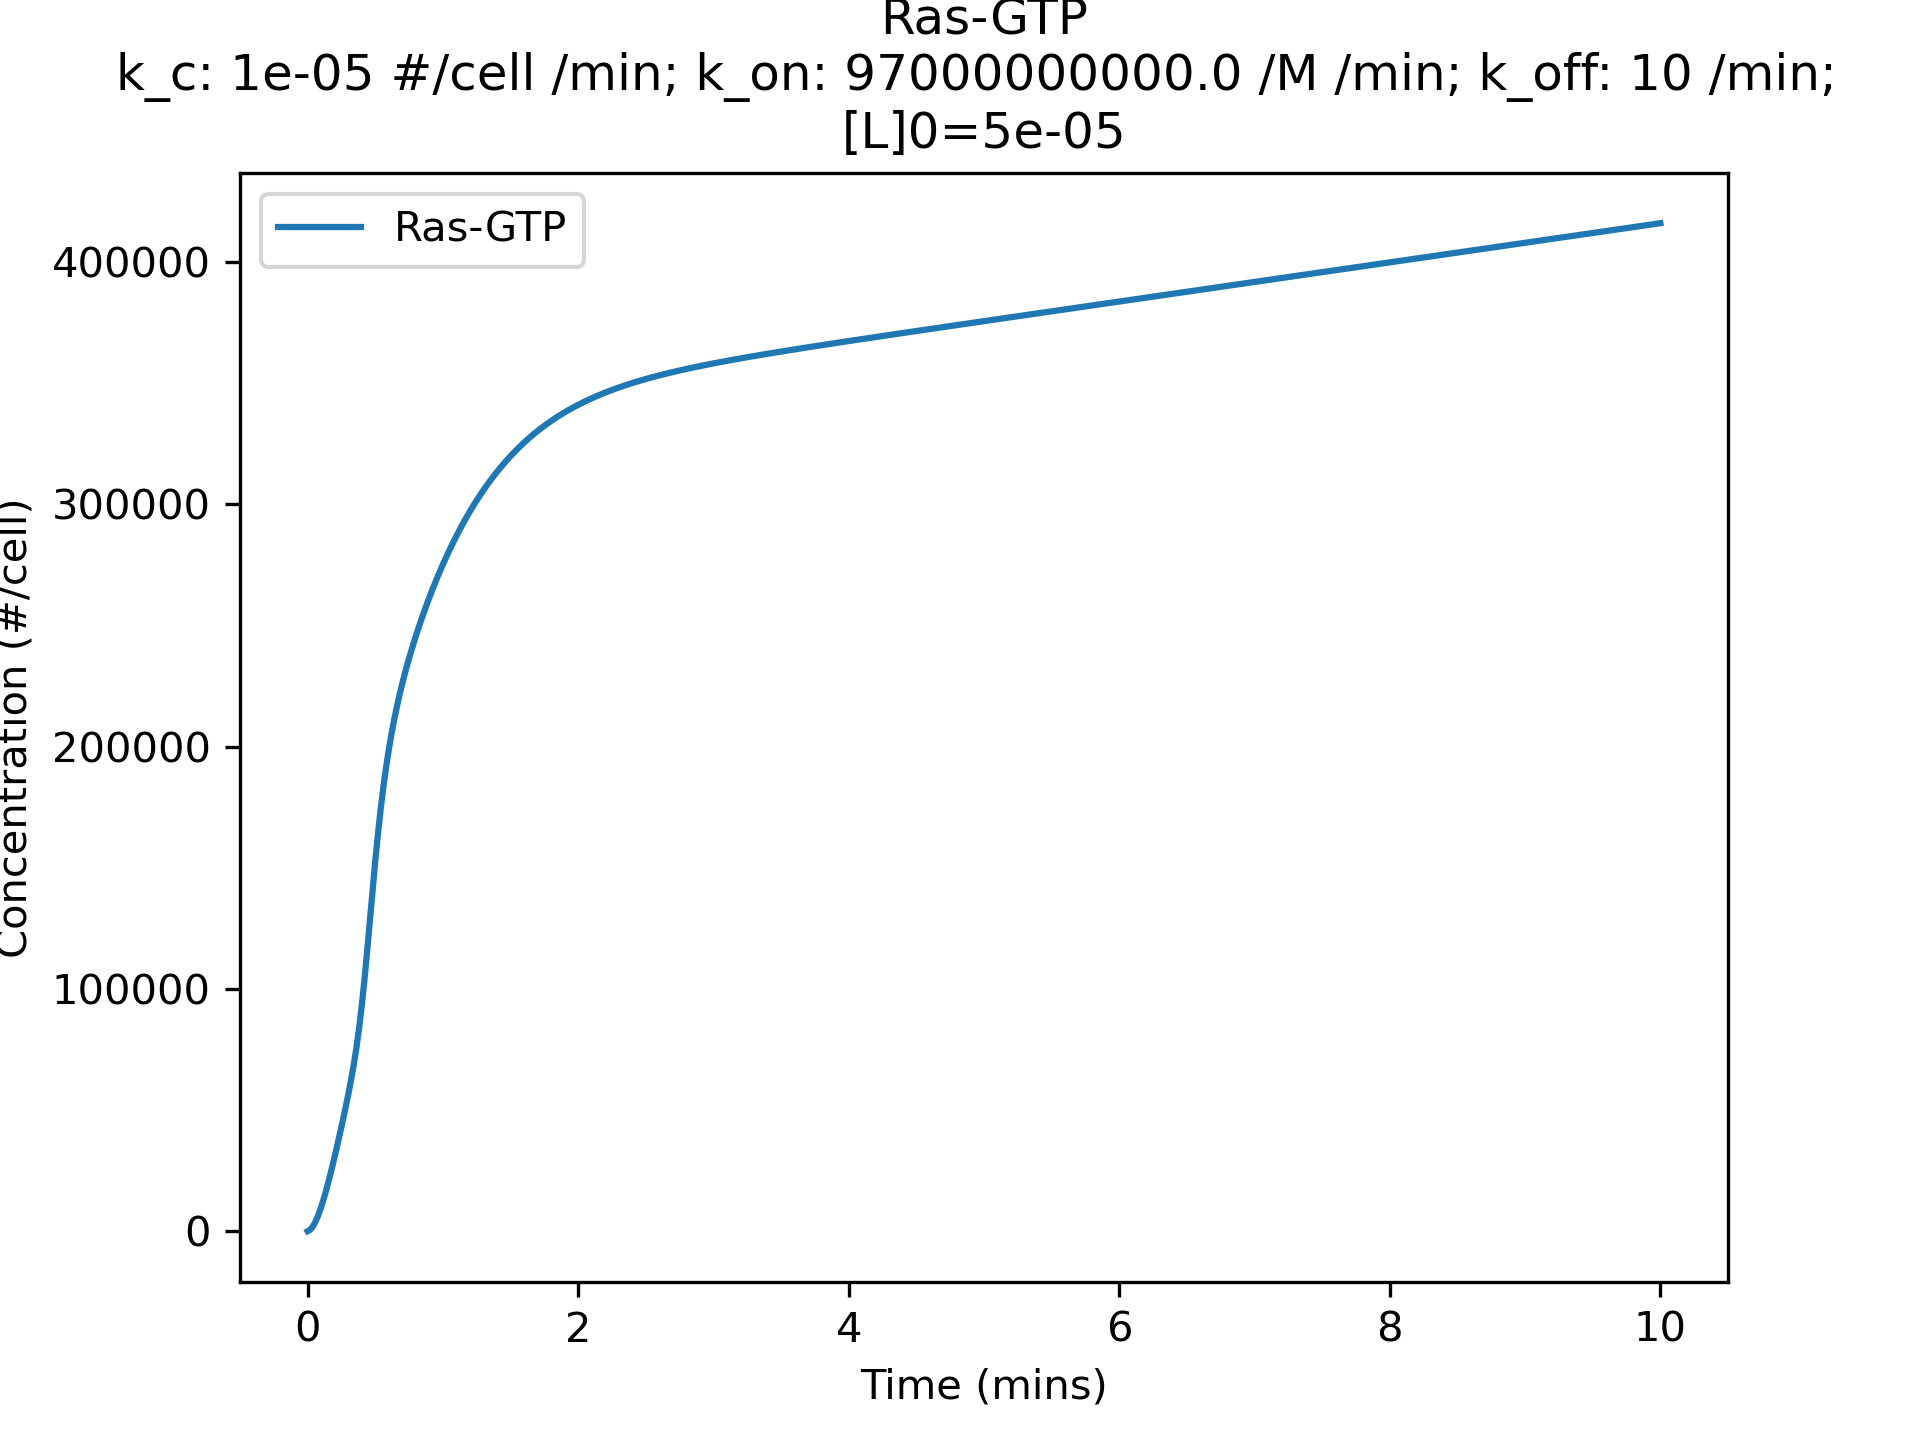 Ras-GTP
k_c: 1e-05 #/cell /min; k_on: 97000000000.0 /M /min; k_off: 10 /min;
[L]0=5e-05
Ras-GTP
400000
300000
200000
100000
0
Concentration (#/cell)
0 2 4 6 8 10
Time (mins)